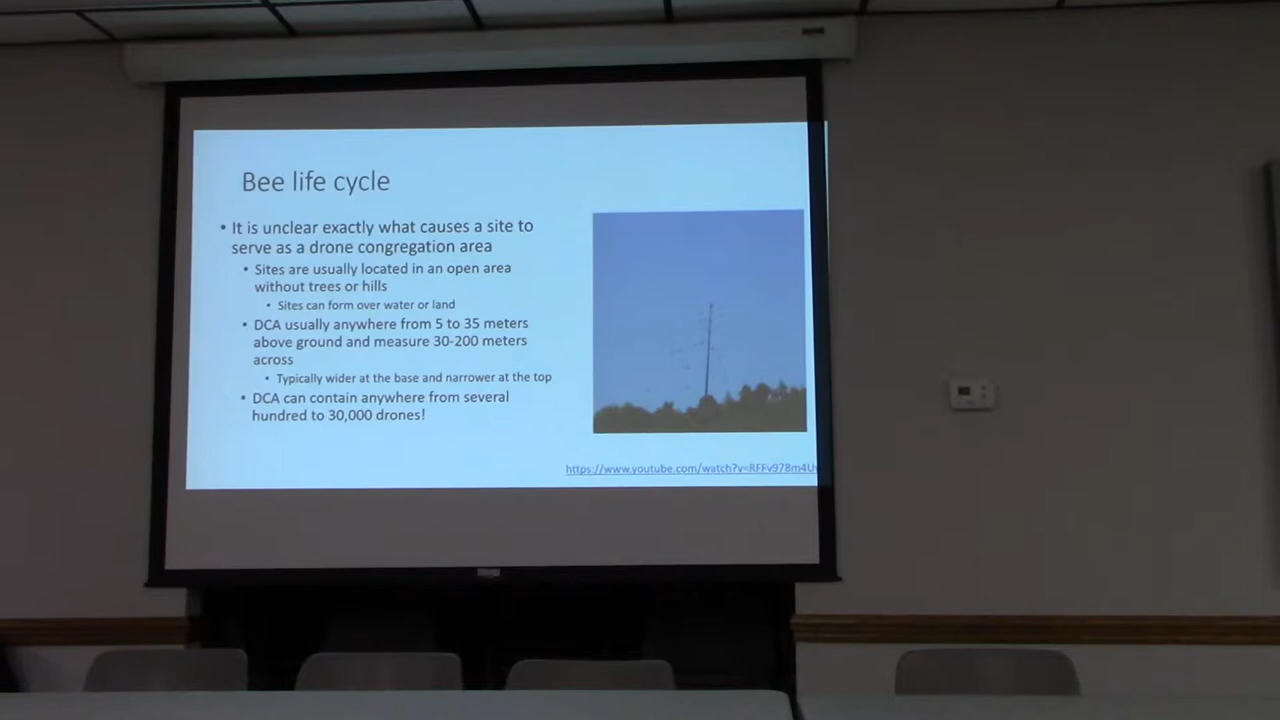 Bee life cycle
• It is unclear exactly what causes a site to
serve as a drone congregation area
• Sites are usually located in an open area
without trees or hills
• Sites can form over water or land
• DCA usually anywhere from 5 to 35 meters
above ground and measure 30-200 meters
across
• Typically wider at the base and narrower at the top
• DCA can contain anywhere from several
hundred to 30,000 drones!
https://www.youtube.com/watch?v=RFFv978m4U